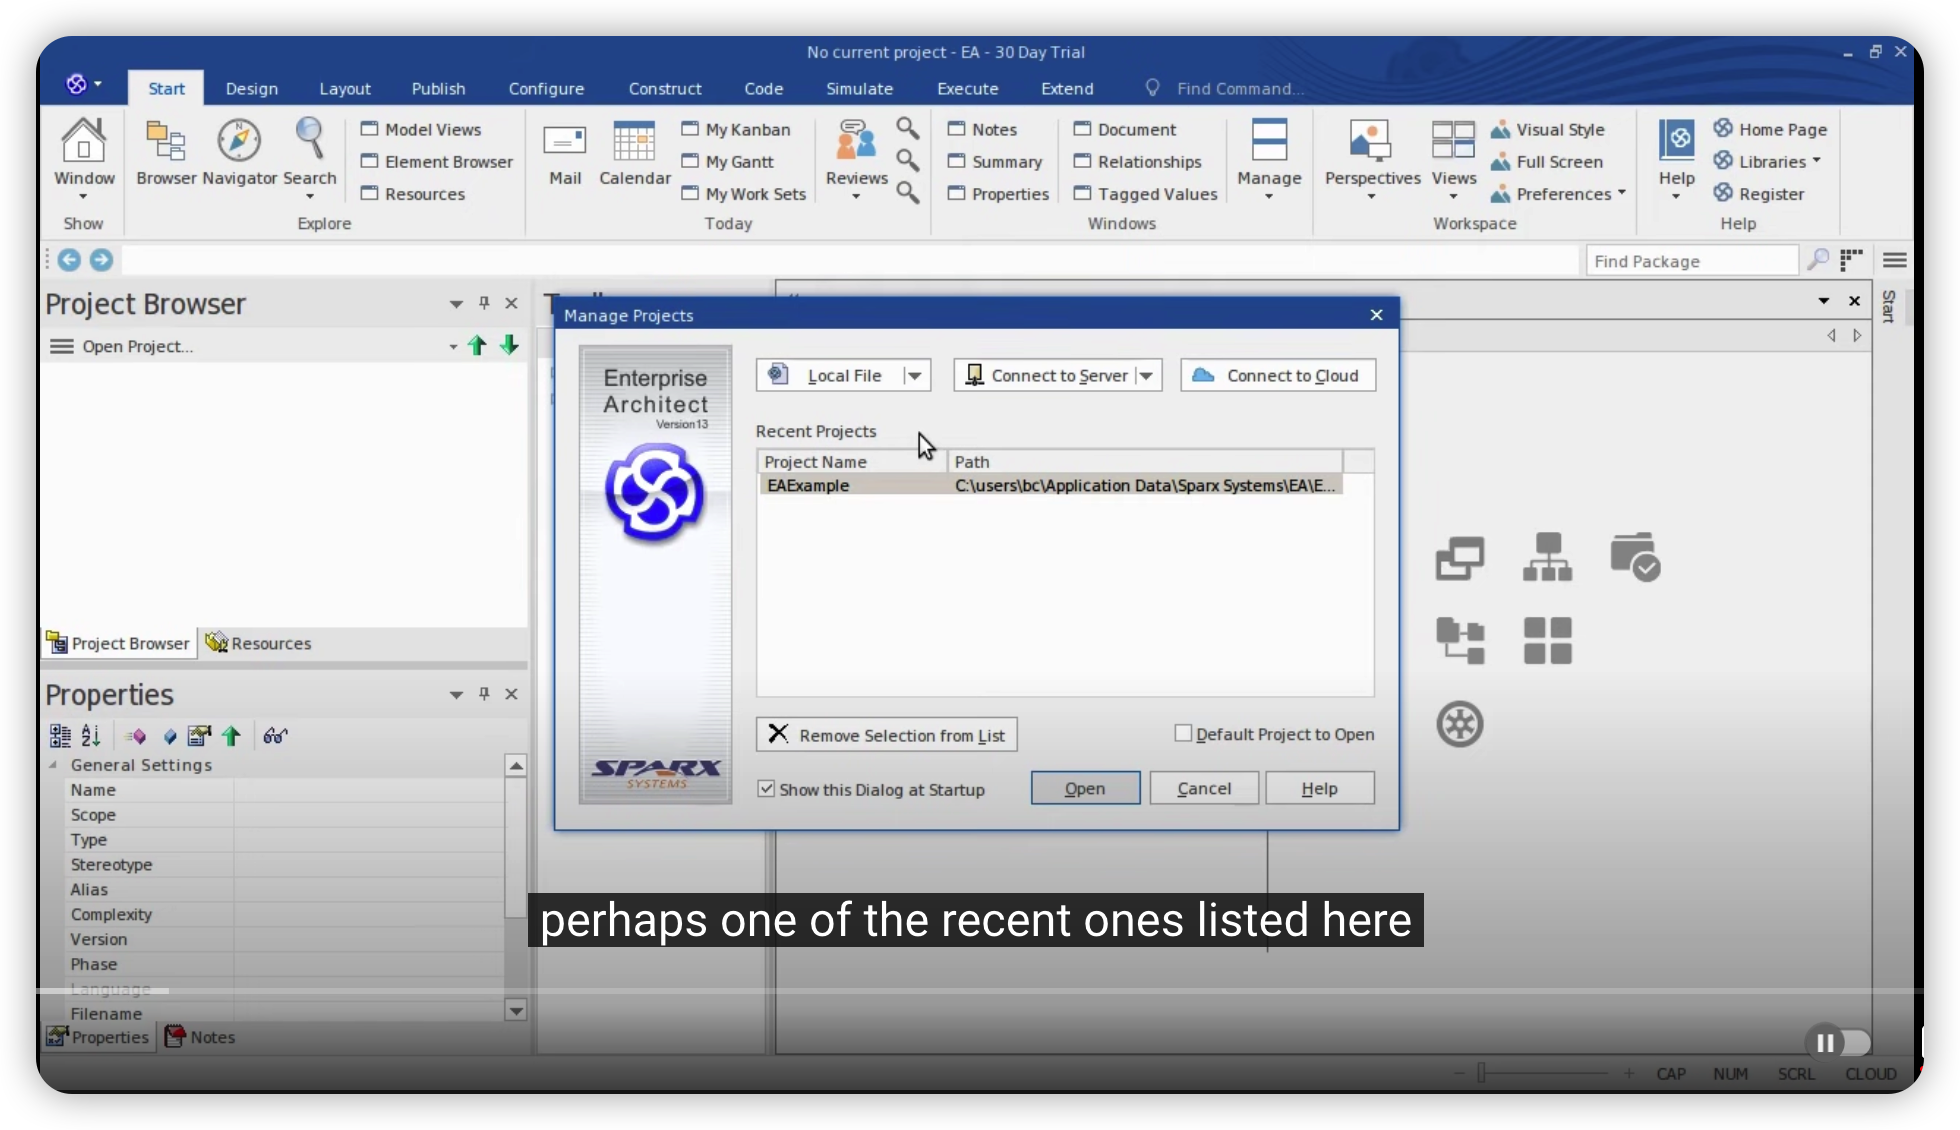 No current project - EA - 30 Day Trial
Start Design Layout Publish Configure Construct Code Simulate Execute Extend Find Command...
Window
Show
Browser Navigator Search
Model Views
Element Browser
Resources
Explore
Mail Calendar
My Kanban
My Gantt
My Work Sets
Reviews
Today
Notes
Summary
Properties
Document
Relationships
Tagged Values
Manage
Windows
Perspectives Views
Visual Style
Full Screen
Preferences
Workspace
Help
Home Page
Libraries
Register
Help
Find Package
Project Browser
Open Project...
Project Browser Resources
Properties
General Settings
Name
Scope
Type
Stereotype
Alias
Complexity
Version
Phase
Language
Filename
Properties Notes
Manage Projects
Enterprise
Architect
Version13
SPARX
SYSTEMS
Local File Connect to Server Connect to Cloud
Recent Projects
Project Name Path
EAExample C:\users\bc\Application Data\Sparx Systems\EA\E...
Remove Selection from List Default Project to Open
Show this Dialog at Startup Open Cancel Help
Start
perhaps one of the recent ones listed here
CAP NUM SCRL CLOUD